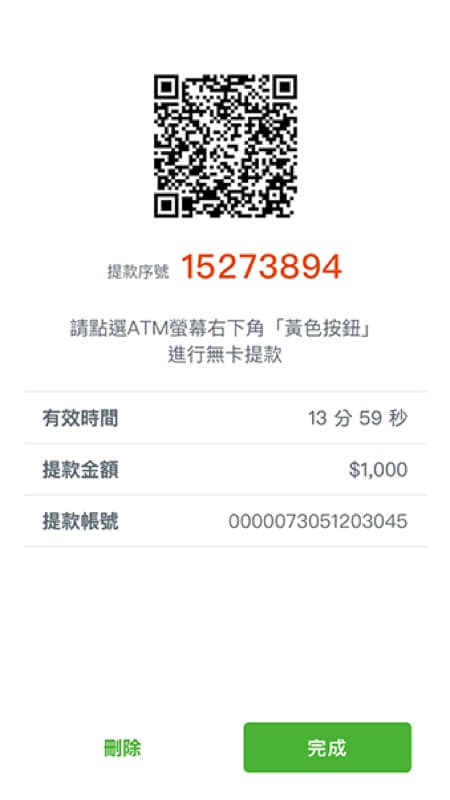 提款序號 15273894
請點選ATM螢幕右下角「黃色按鈕」
進行無卡提款
有效時間 13 分 59 秒
提款金額 $1,000
提款帳號 0000073051203045
刪除 完成